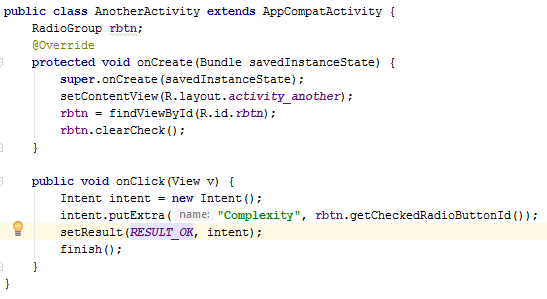 public class AnotherActivity extends AppCompatActivity {
    RadioGroup rbtn;
    @Override
    protected void onCreate(Bundle savedInstanceState) {
        super.onCreate(savedInstanceState);
        setContentView(R.layout.activity_another);
        rbtn = findViewById(R.id.rbtn);
        rbtn.clearCheck();
    }

    public void onClick(View v) {
        Intent intent = new Intent();
        intent.putExtra( name: "Complexity", rbtn.getCheckedRadioButtonId());
        setResult(RESULT_OK, intent);
        finish();
    }
}